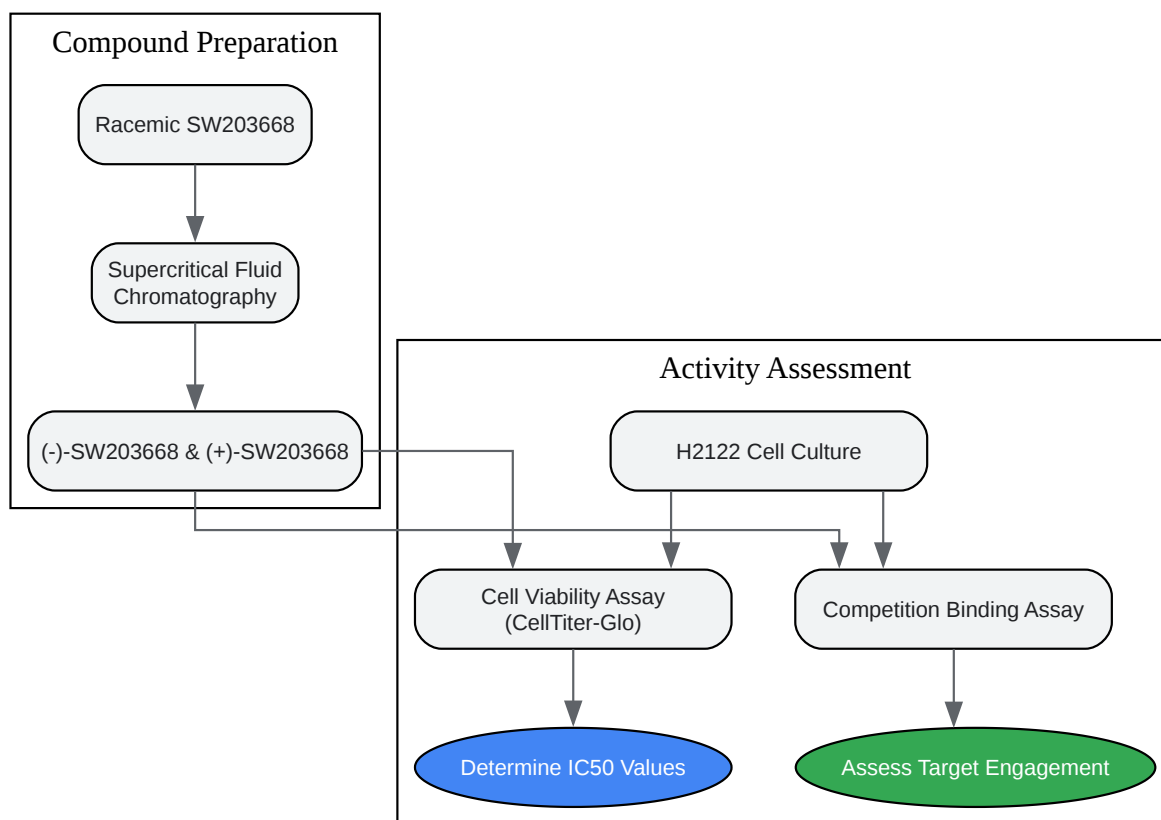 Compound Preparation
Racemic SW203668
Supercritical Fluid
Chromatography
(-)-SW203668 & (+)-SW203668
Activity Assessment
H2122 Cell Culture
Cell Viability Assay
(CellTiter-Glo)
Competition Binding Assay
Determine IC50 Values
Assess Target Engagement